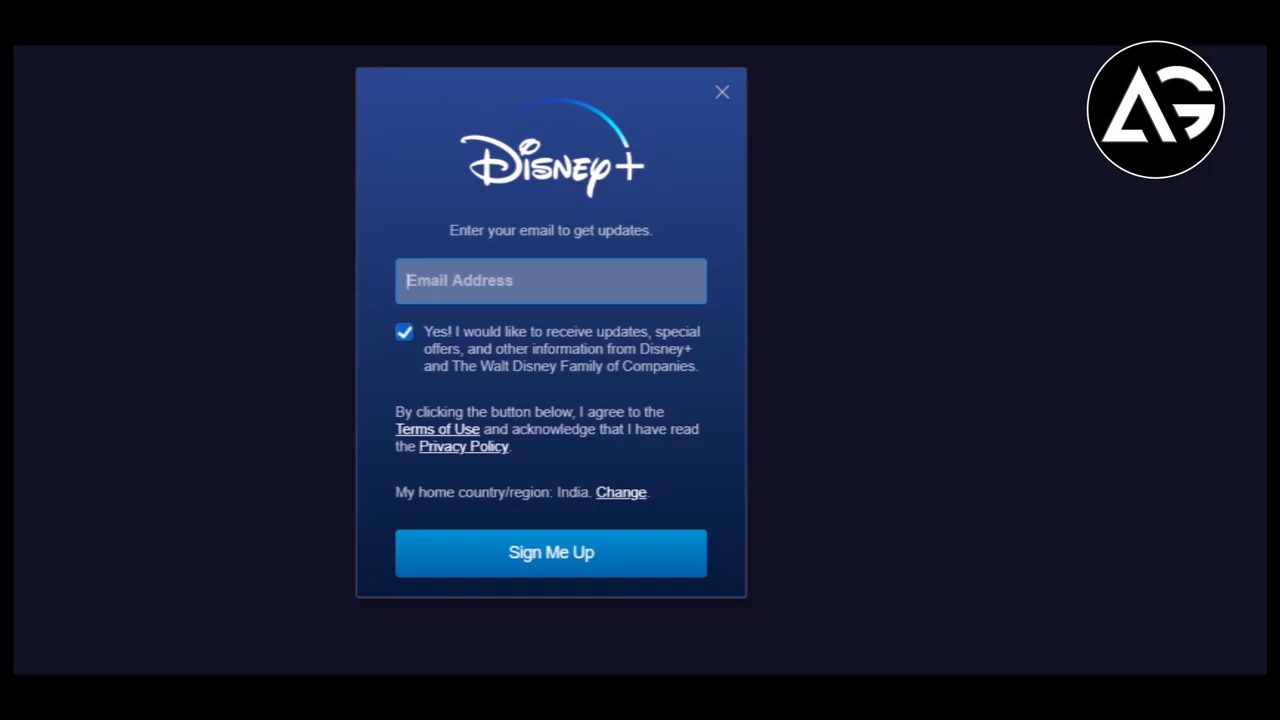 AG
Disney+
Enter your email to get updates.
Email Address
Yes! I would like to receive updates, special
offers, and other information from Disney+
and The Walt Disney Family of Companies.
By clicking the button below, I agree to the
Terms of Use and acknowledge that I have read
the Privacy Policy.
My home country/region: India. Change.
Sign Me Up